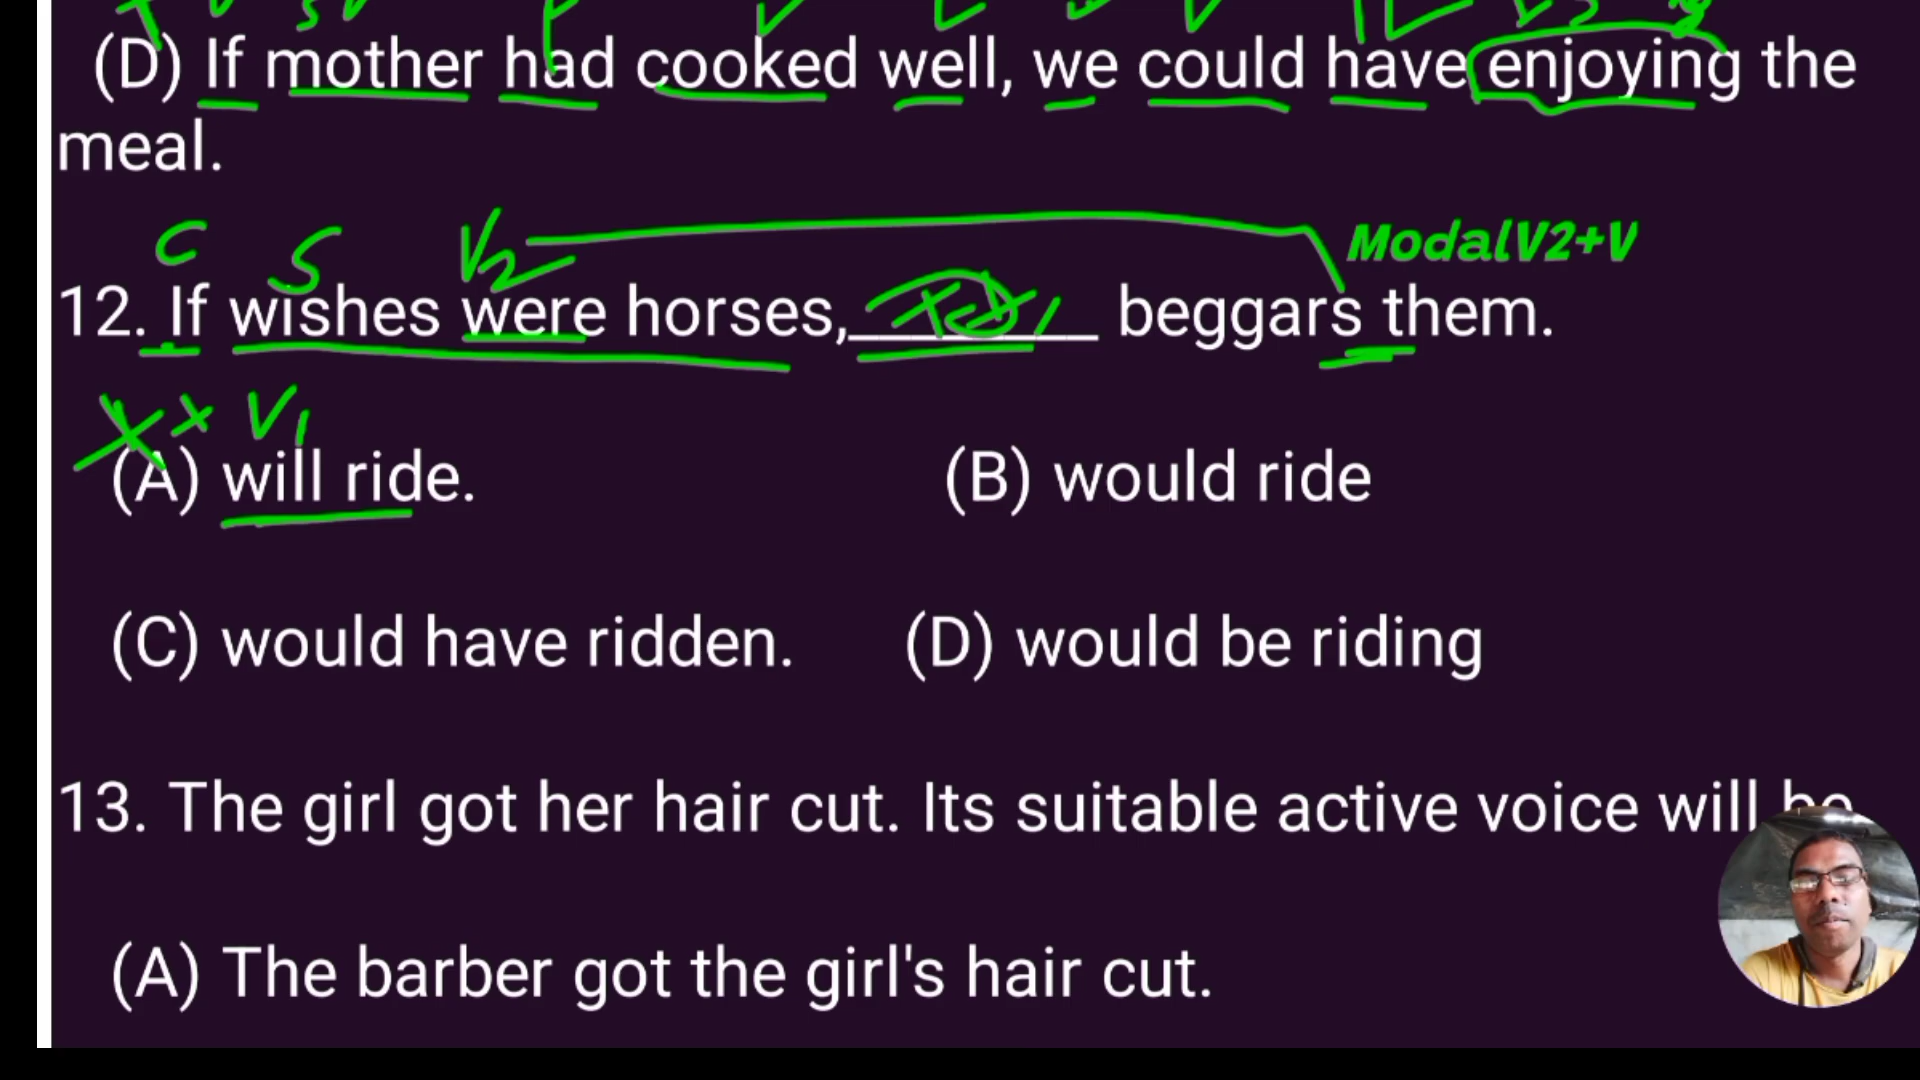 (D) If mother had cooked well, we could have enjoying the
meal.
C S V2 ModalV2+V
12. If wishes were horses,________ beggars them.
X x V1
(A) will ride. (B) would ride
(C) would have ridden. (D) would be riding
13. The girl got her hair cut. Its suitable active voice will be
(A) The barber got the girl's hair cut.